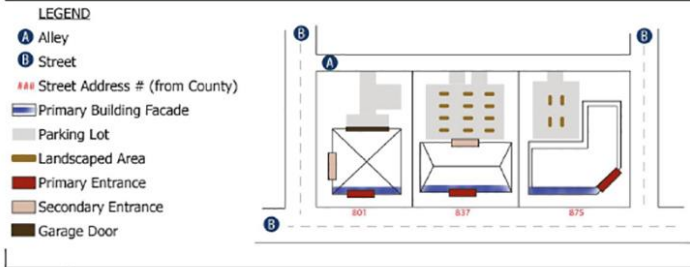 LEGEND
A Alley
B Street
### Street Address # (from County)
Primary Building Facade
Parking Lot
Landscaped Area
Primary Entrance
Secondary Entrance
Garage Door
B
B
A
801 837 875
B